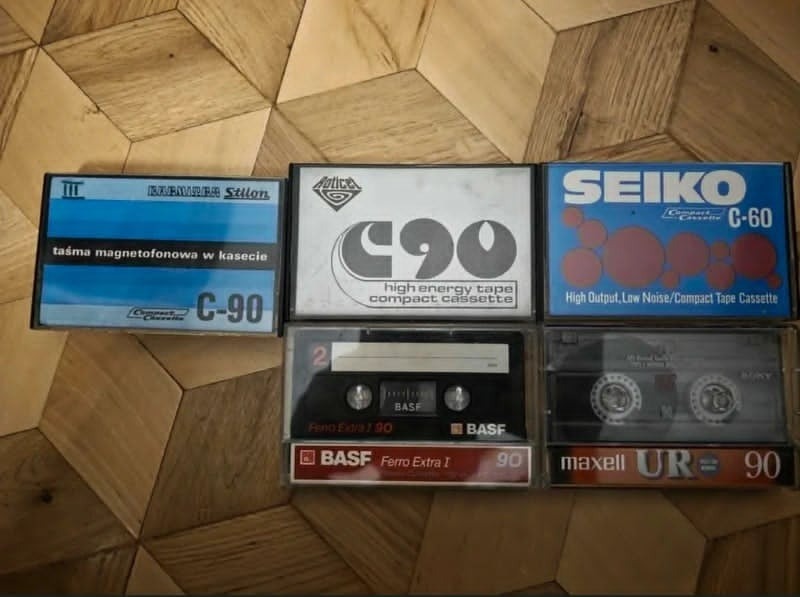 III
Stilon
taśma magnetofonowa w kasecie
Compact
Cassette
C-90
C90
high energy tape
compact cassette
SEIKO
Compact
Cassette
C-60
High Output, Low Noise/Compact Tape Cassette
2
BASF
Ferro Extra I 90
BASF
BASF Ferro Extra I 90
SONY
maxell UR 90